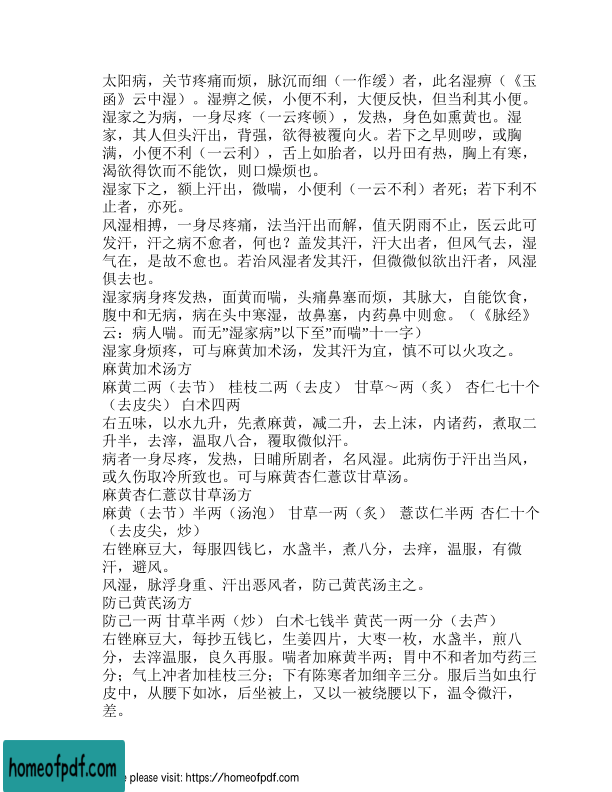 太阳病，关节疼痛而烦，脉沉而细（一作缓）者，此名湿痹（《玉
函》云中湿）。湿痹之候，小便不利，大便反快，但当利其小便。
湿家之为病，一身尽疼（一云疼顿），发热，身色如熏黄也。湿
家，其人但头汗出，背强，欲得被覆向火。若下之早则哕，或胸
满，小便不利（一云利），舌上如胎者，以丹田有热，胸上有寒，
渴欲得饮而不能饮，则口燥烦也。
湿家下之，额上汗出，微喘，小便利（一云不利）者死；若下利不
止者，亦死。
风湿相搏，一身尽疼痛，法当汗出而解，值天阴雨不止，医云此可
发汗，汗之病不愈者，何也？盖发其汗，汗大出者，但风气去，湿
气在，是故不愈也。若治风湿者发其汗，但微微似欲出汗者，风湿
俱去也。
湿家病身疼发热，面黄而喘，头痛鼻塞而烦，其脉大，自能饮食，
腹中和无病，病在头中寒湿，故鼻塞，内药鼻中则愈。（《脉经》
云：病人喘。而无”湿家病”以下至”而喘”十一字）
湿家身烦疼，可与麻黄加术汤，发其汗为宜，慎不可以火攻之。
麻黄加术汤方
麻黄二两（去节） 桂枝二两（去皮） 甘草～两（炙） 杏仁七十个
（去皮尖） 白术四两
右五味，以水九升，先煮麻黄，减二升，去上沫，内诸药，煮取二
升半，去滓，温取八合，覆取微似汗。
病者一身尽疼，发热，日晡所剧者，名风湿。此病伤于汗出当风，
或久伤取冷所致也。可与麻黄杏仁薏苡甘草汤。
麻黄杏仁薏苡甘草汤方
麻黄（去节）半两（汤泡） 甘草一两（炙） 薏苡仁半两 杏仁十个
（去皮尖，炒）
右锉麻豆大，每服四钱匕，水盏半，煮八分，去痒，温服，有微
汗，避风。
风湿，脉浮身重、汗出恶风者，防己黄芪汤主之。
防已黄芪汤方
防己一两 甘草半两（炒） 白术七钱半 黄芪一两一分（去芦）
右锉麻豆大，每抄五钱匕，生姜四片，大枣一枚，水盏半，煎八
分，去滓温服，良久再服。喘者加麻黄半两；胃中不和者加芍药三
分；气上冲者加桂枝三分；下有陈寒者加细辛三分。服后当如虫行
皮中，从腰下如冰，后坐被上，又以一被绕腰以下，温令微汗，
差。
homeofpdf.com
e please visit: https://homeofpdf.com